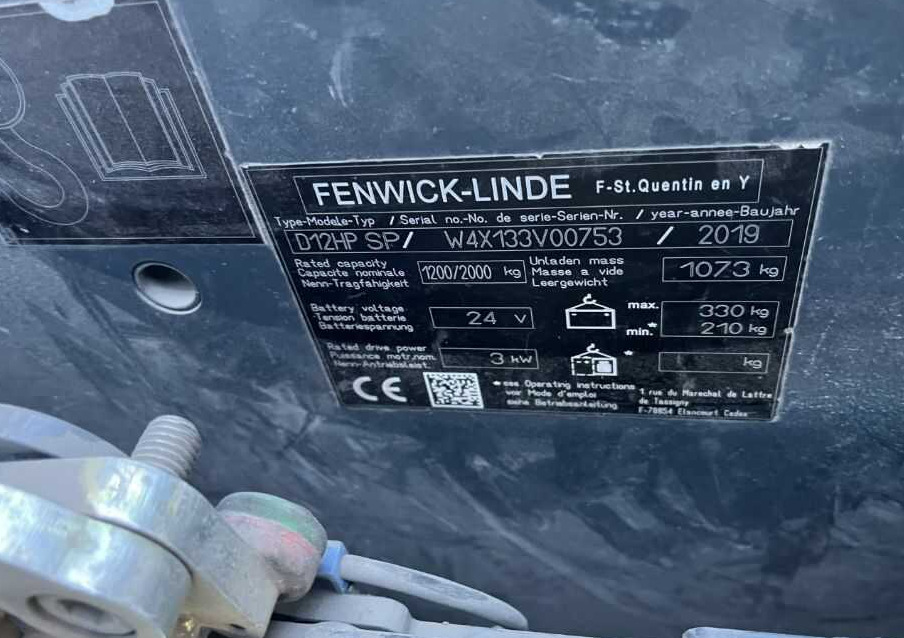 FENWICK-LINDE F-St.Quentin en Y
Type-Modele-Typ / Serial no.-No. de serie-Serien-Nr. / year-annee-Baujahr
D12HP SP/ W4X133V00753 / 2019
Rated capacity
Capacite nominale
Nenn-Tragfähigkeit
1200/2000 kg
Unladen mass
Masse a vide
Leergewicht
1073 kg
Battery voltage
Tension batterie
Batteriespannung
24 V
max. 330 kg
min.* 210 kg
Rated drive power
Puissance motr.nom.
Nenn-Antriebsleist.
3 kW
*
kg
CE
*see Operating instructions
voir Mode d'emploi
siehe Betriebsanleitung
1 rue du Marechal de Lattre
de Tassigny
F-78854 Elancourt Cedex